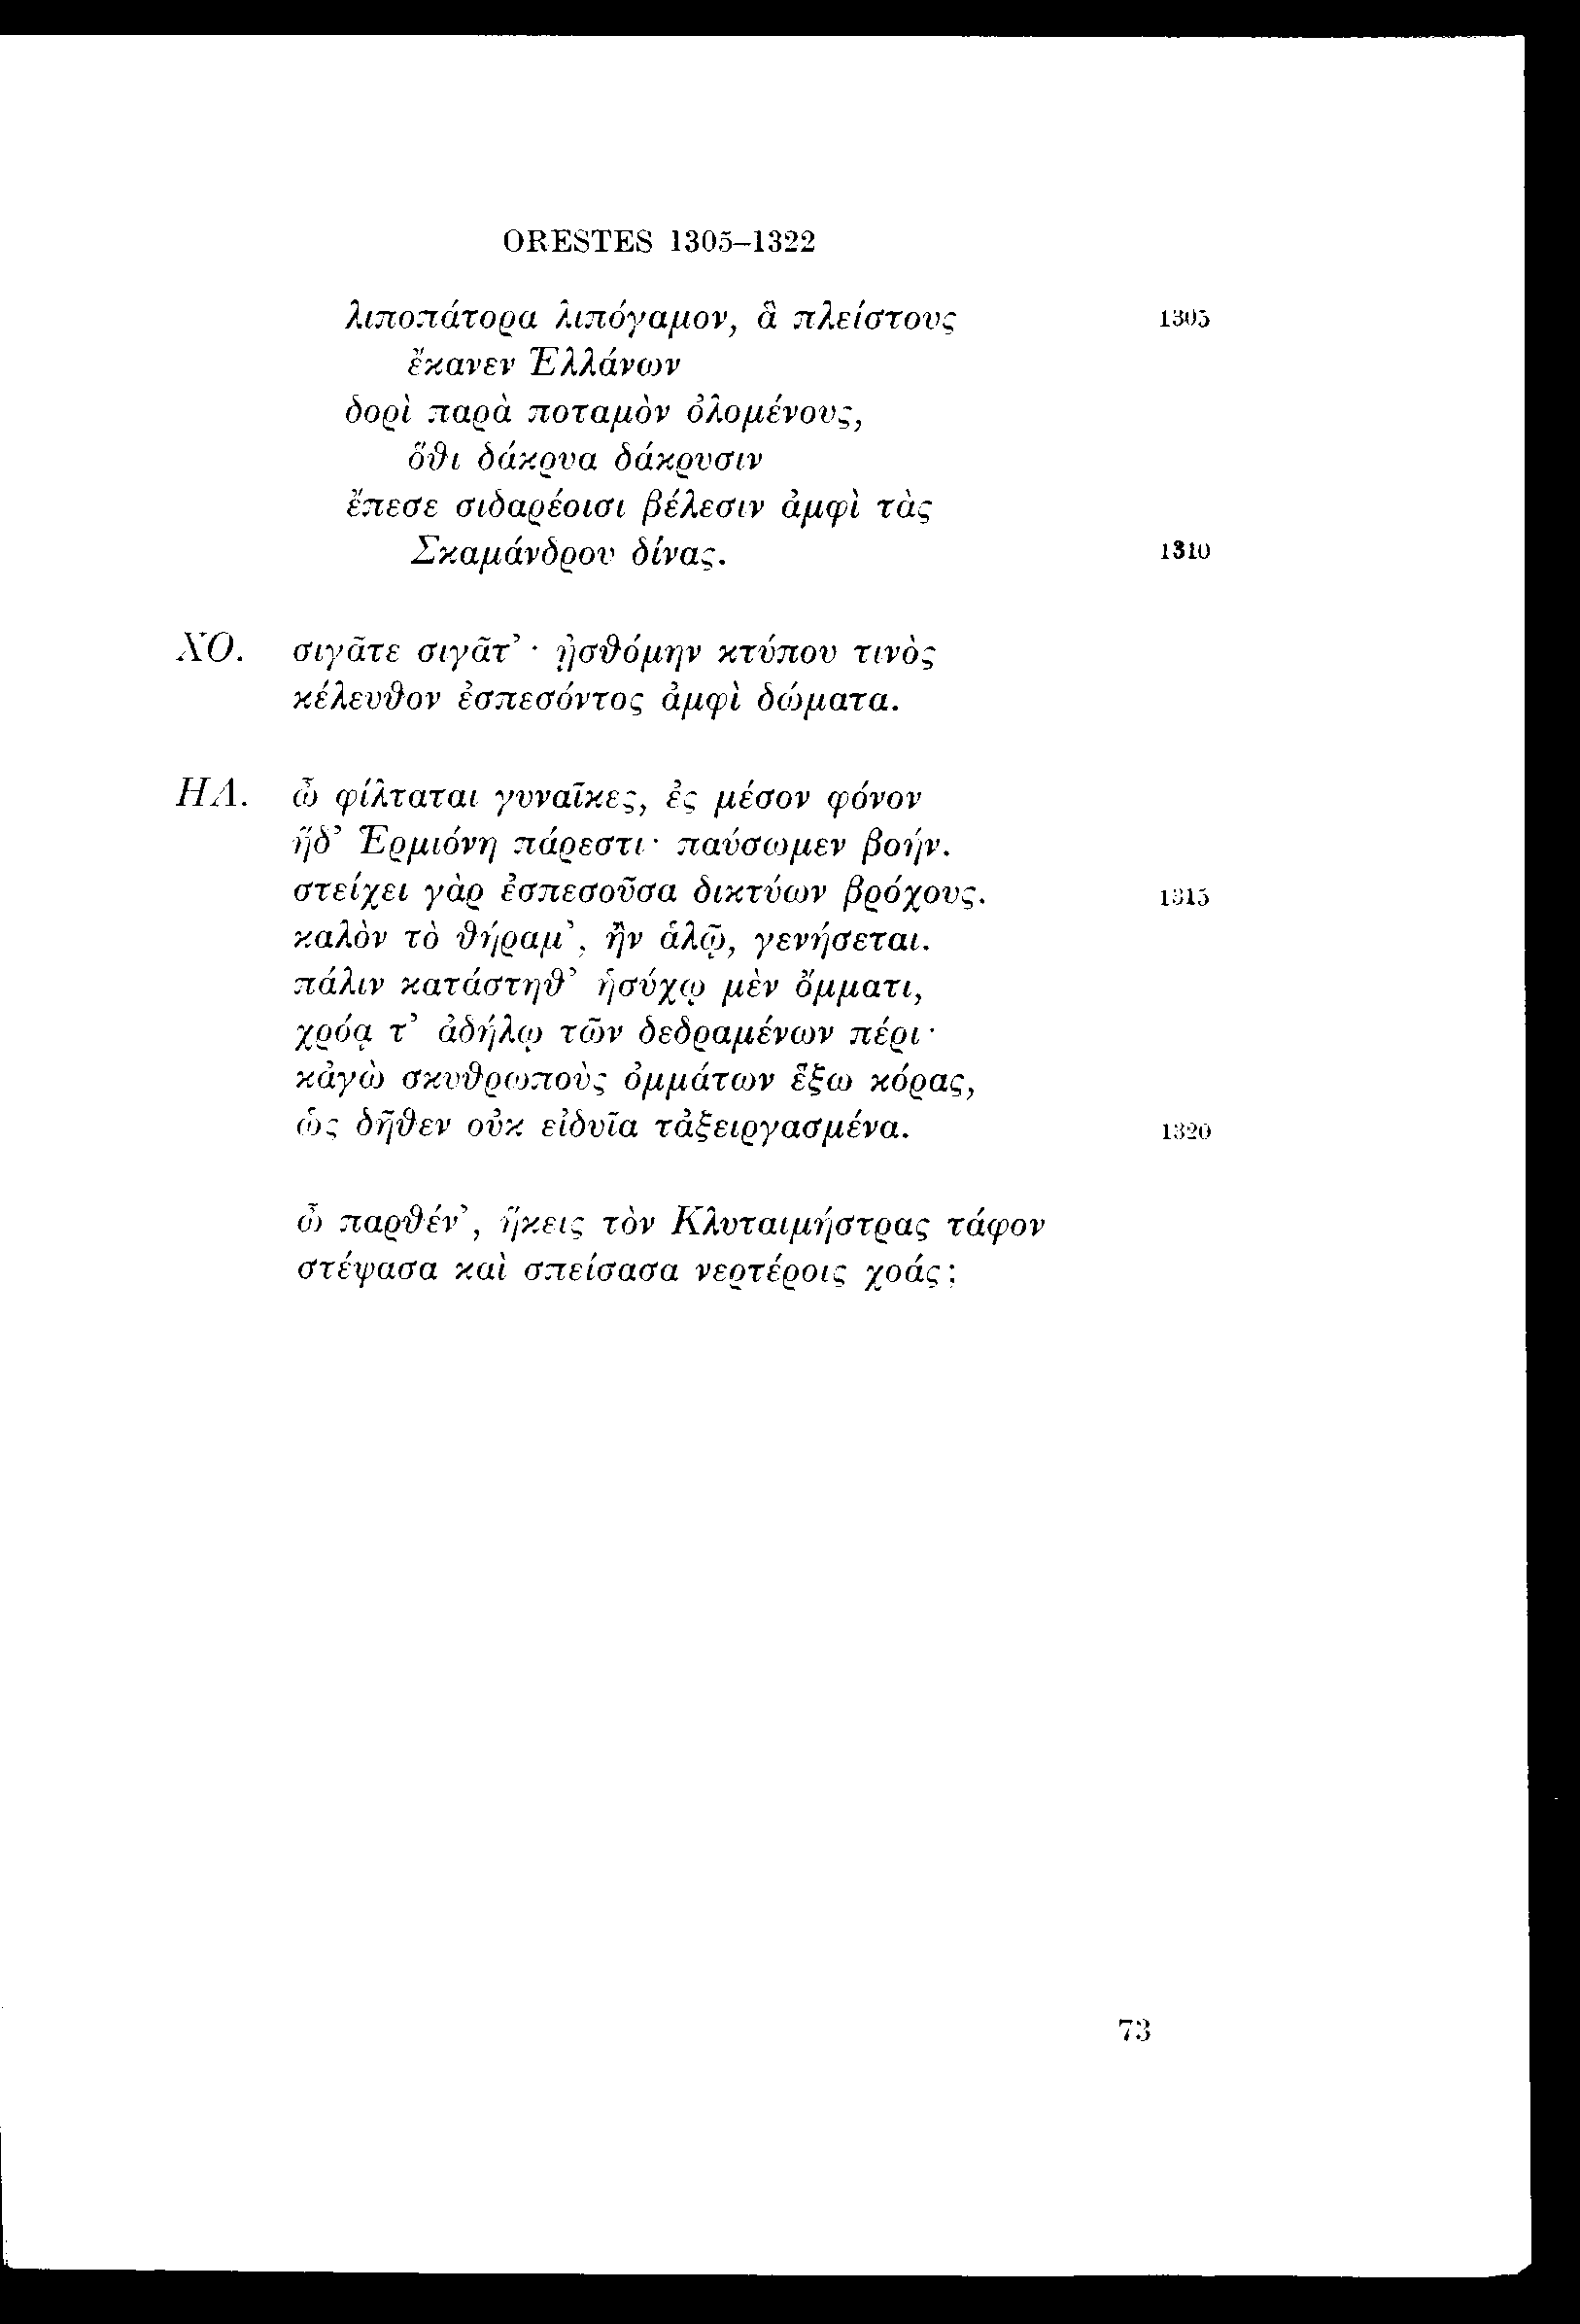 ORESTES 1305–1322
λιποπάτορα λιπόγαμον, ἃ πλείστους 1305
ἔκανεν Ἑλλάνων
δορὶ παρὰ ποταμὸν ὀλομένους,
ὅθι δάκρυα δάκρυσιν
ἔπεσε σιδαρέοισι βέλεσιν ἀμφὶ τὰς
Σκαμάνδρου δίνας. 1310
ΧΟ. σιγᾶτε σιγᾶτ’· ᾐσθόμην κτύπου τινὸς
κέλευθον ἐσπεσόντος ἀμφὶ δώματα.
ΗΛ. ὦ φίλταται γυναῖκες, ἐς μέσον φόνον
ἥδ’ Ἑρμιόνη πάρεστι· παύσωμεν βοήν.
στείχει γὰρ ἐσπεσοῦσα δικτύων βρόχους. 1315
καλὸν τὸ θήραμ’, ἢν ἁλῷ, γενήσεται.
πάλιν κατάστηθ’ ἡσύχῳ μὲν ὄμματι,
χρόᾳ τ’ ἀδήλῳ τῶν δεδραμένων πέρι·
κἀγὼ σκυθρωποὺς ὀμμάτων ἕξω κόρας,
ὡς δῆθεν οὐκ εἰδυῖα τἀξειργασμένα. 1320
ὦ παρθέν’, ἥκεις τὸν Κλυταιμήστρας τάφον
στέψασα καὶ σπείσασα νερτέροις χοάς;
73